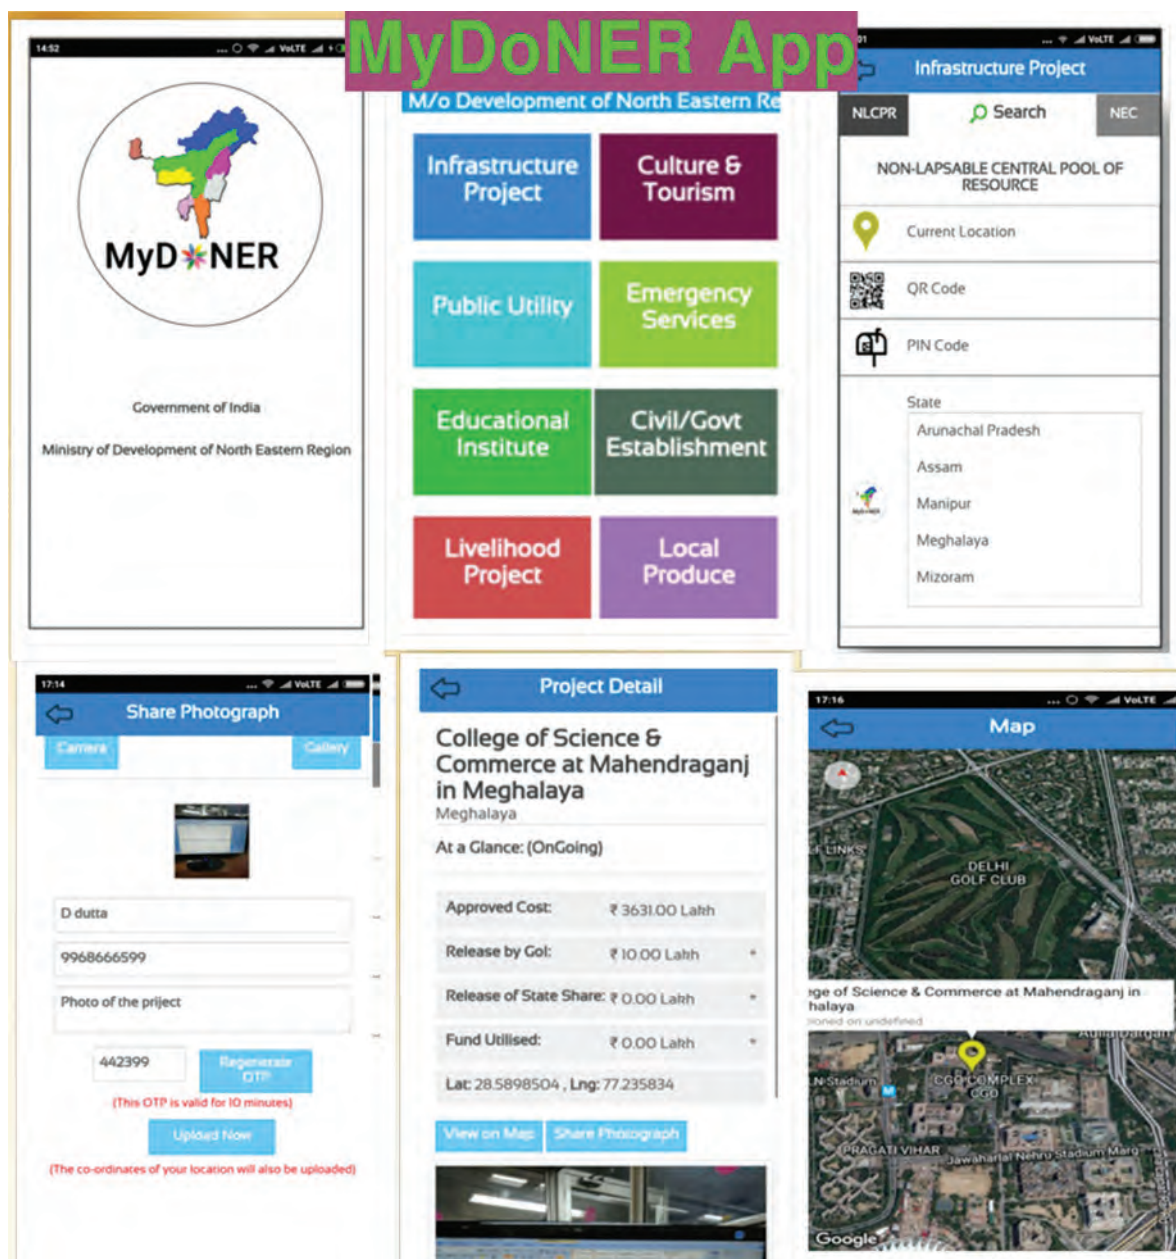 MyDoNER App
14:52
... VoLTE
MyD NER
Government of India
Ministry of Development of North Eastern Region
M/o Development of North Eastern Re
Infrastructure
Project
Culture &
Tourism
Public Utility
Emergency
Services
Educational
Institute
Civil/Govt
Establishment
Livelihood
Project
Local
Produce
01
... VoLTE
Infrastructure Project
NLCPR
Search
NEC
NON-LAPSABLE CENTRAL POOL OF
RESOURCE
Current Location
QR Code
PIN Code
State
Arunachal Pradesh
Assam
Manipur
Meghalaya
Mizoram
MyDoNER
17:14
... VoLTE
Share Photograph
Camera
Gallery
D dutta
9968666599
Photo of the priject
442399
Regenerate
OTP
(This OTP is valid for 10 minutes)
Upload Now
(The co-ordinates of your location will also be uploaded)
Project Detail
College of Science &
Commerce at Mahendraganj
in Meghalaya
Meghalaya
At a Glance: (OnGoing)
Approved Cost: ₹ 3631.00 Lakh
Release by GoI: ₹ 10.00 Lakh *
Release of State Share: ₹ 0.00 Lakh *
Fund Utilised: ₹ 0.00 Lakh *
Lat: 28.5898504 , Lng: 77.235834
View on Map
Share Photograph
17:16
... VoLTE
Map
F LINKS
DELHI
GOLF CLUB
ege of Science & Commerce at Mahendraganj in
halaya
ioned on undefined
LN Stadium
M
CGO COMPLEX
CGO
PRAGATI VIHAR
Jawaharlal Nehru Stadium Marg
Google